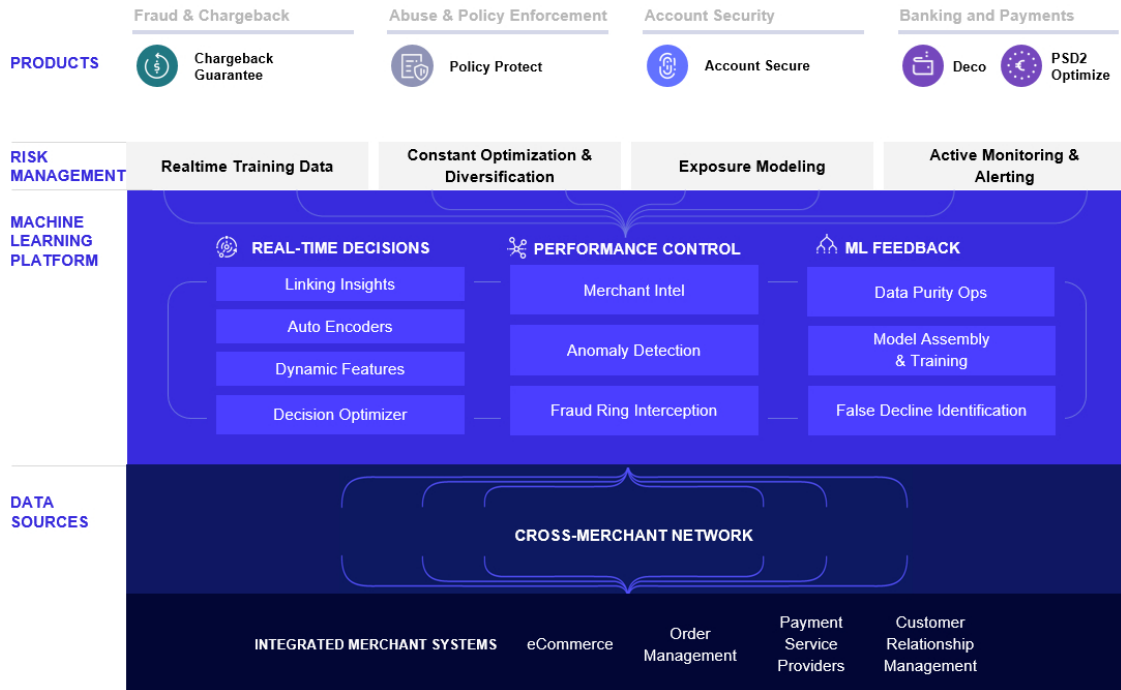 Fraud & Chargeback
Abuse & Policy Enforcement
Account Security
Banking and Payments
PRODUCTS
Chargeback
Guarantee
Policy Protect
Account Secure
Deco
PSD2
Optimize
RISK
MANAGEMENT
Realtime Training Data
Constant Optimization &
Diversification
Exposure Modeling
Active Monitoring &
Alerting
MACHINE
LEARNING
PLATFORM
REAL-TIME DECISIONS
Linking Insights
Auto Encoders
Dynamic Features
Decision Optimizer
PERFORMANCE CONTROL
Merchant Intel
Anomaly Detection
Fraud Ring Interception
ML FEEDBACK
Data Purity Ops
Model Assembly
& Training
False Decline Identification
DATA
SOURCES
CROSS-MERCHANT NETWORK
INTEGRATED MERCHANT SYSTEMS
eCommerce
Order
Management
Payment
Service
Providers
Customer
Relationship
Management